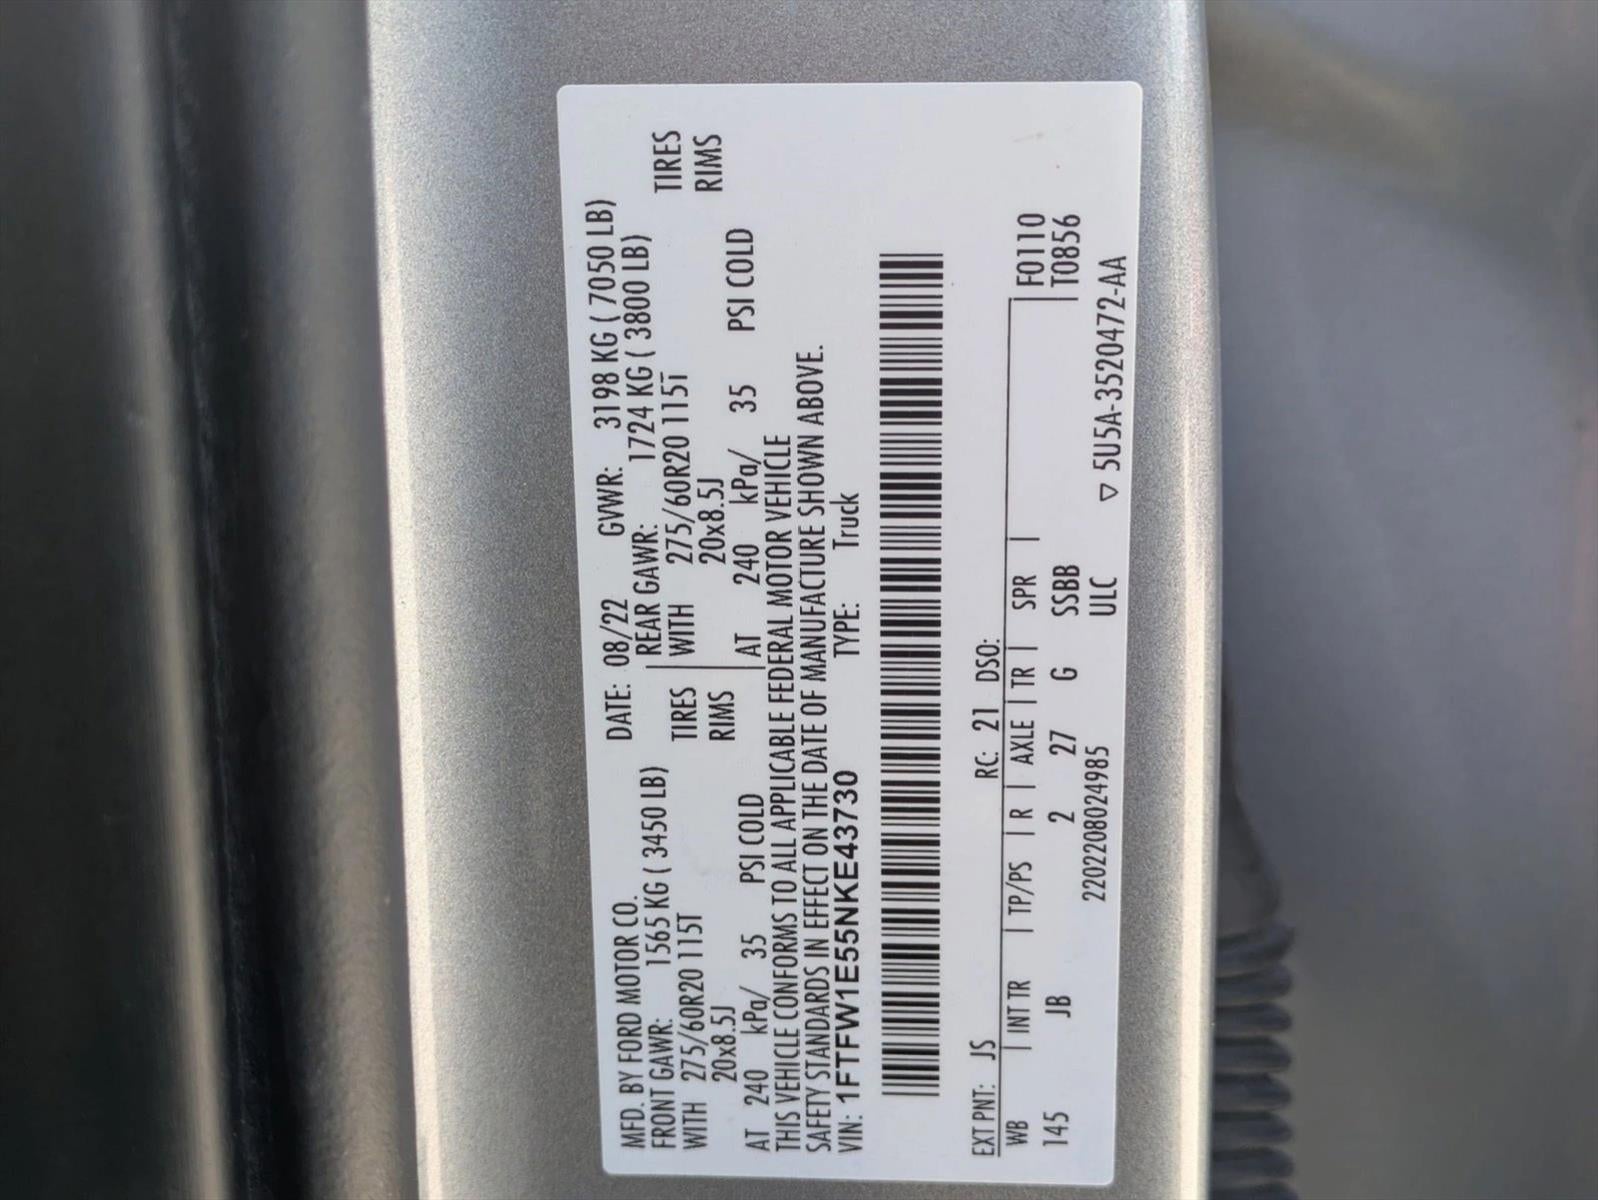 MFD. BY FORD MOTOR CO. DATE: 08/22 GVWR: 3198 KG ( 7050 LB)
FRONT GAWR: 1565 KG ( 3450 LB) REAR GAWR: 1724 KG ( 3800 LB)
WITH 275/60R20 115T TIRES WITH 275/60R20 115T TIRES
20x8.5J RIMS 20x8.5J RIMS
AT 240 kPa/ 35 PSI COLD AT 240 kPa/ 35 PSI COLD
THIS VEHICLE CONFORMS TO ALL APPLICABLE FEDERAL MOTOR VEHICLE
SAFETY STANDARDS IN EFFECT ON THE DATE OF MANUFACTURE SHOWN ABOVE.
VIN: 1FTFW1E55NKE43730 TYPE: Truck
EXT PNT: JS RC: 21 DSO:
WB | INT TR | TP/PS | R | AXLE | TR | SPR | F0110
145 JB 2 27 G SSBB T0856
2202208024985 ULC ▽ 5U5A-3520472-AA